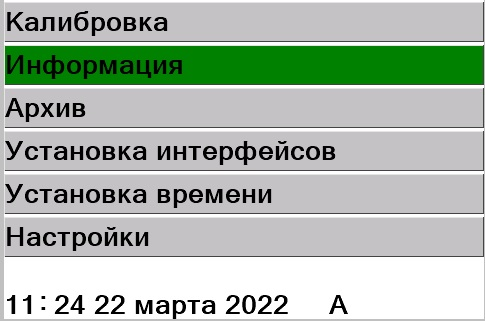 Калибровка
Информация
Архив
Установка интерфейсов
Установка времени
Настройки
11: 24 22 марта 2022 А